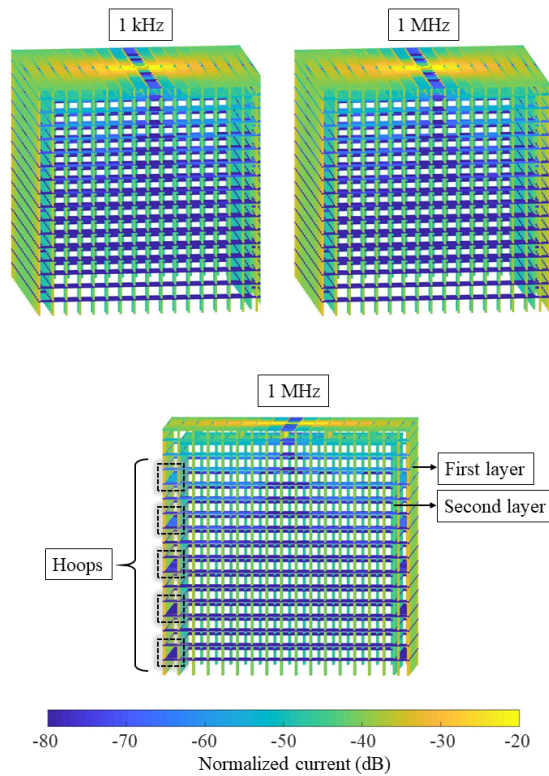 1 kHz
1 MHz
1 MHz
First layer
Second layer
Hoops
-80 -70 -60 -50 -40 -30 -20
Normalized current (dB)